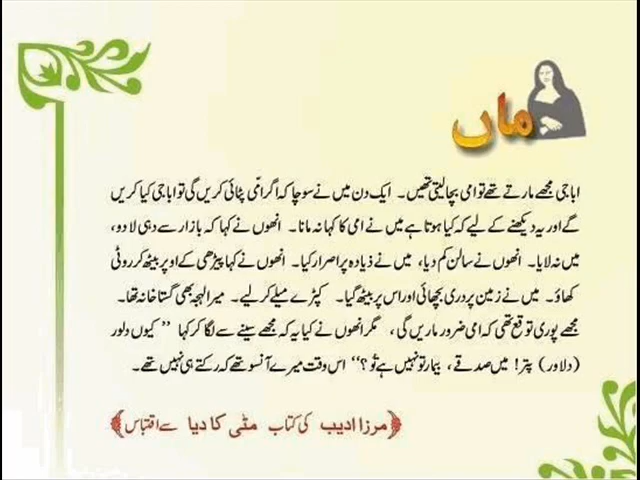 ماں
ابا جی مجھے مارتے تھے تو امی بچا لیتی تھیں۔ ایک دن میں نے سوچا کہ اگر امّی پٹائی کریں گی تو ابا جی کیا کریں
گے اور یہ دیکھنے کے لیے کہ کیا ہوتا ہے میں نے امی کا کہا نہ مانا۔ انھوں نے کہا کہ بازار سے دہی لا دو،
میں نہ لایا۔ انھوں نے سالن کم دیا، میں نے زیادہ پر اصرار کیا۔ انھوں نے کہا پیڑھی کے اوپر بیٹھ کر روٹی
کھاؤ۔ میں نے زمین پر دری بچھائی اور اس پر بیٹھ گیا۔ کپڑے میلے کر لیے۔ میرا لہجہ بھی گستاخانہ تھا۔
مجھے پوری توقع تھی کہ امی ضرور ماریں گی، مگر انھوں نے کیا یہ کہ مجھے سینے سے لگا کر کہا ’’کیوں دلور
(دلاور) پتر! میں صدقے، بیمار تو نہیں ہے تُو؟‘‘ اس وقت میرے آنسو تھے کہ رکتے ہی نہیں تھے۔
﴿مرزا ادیب کی کتاب مٹی کا دیا سے اقتباس﴾